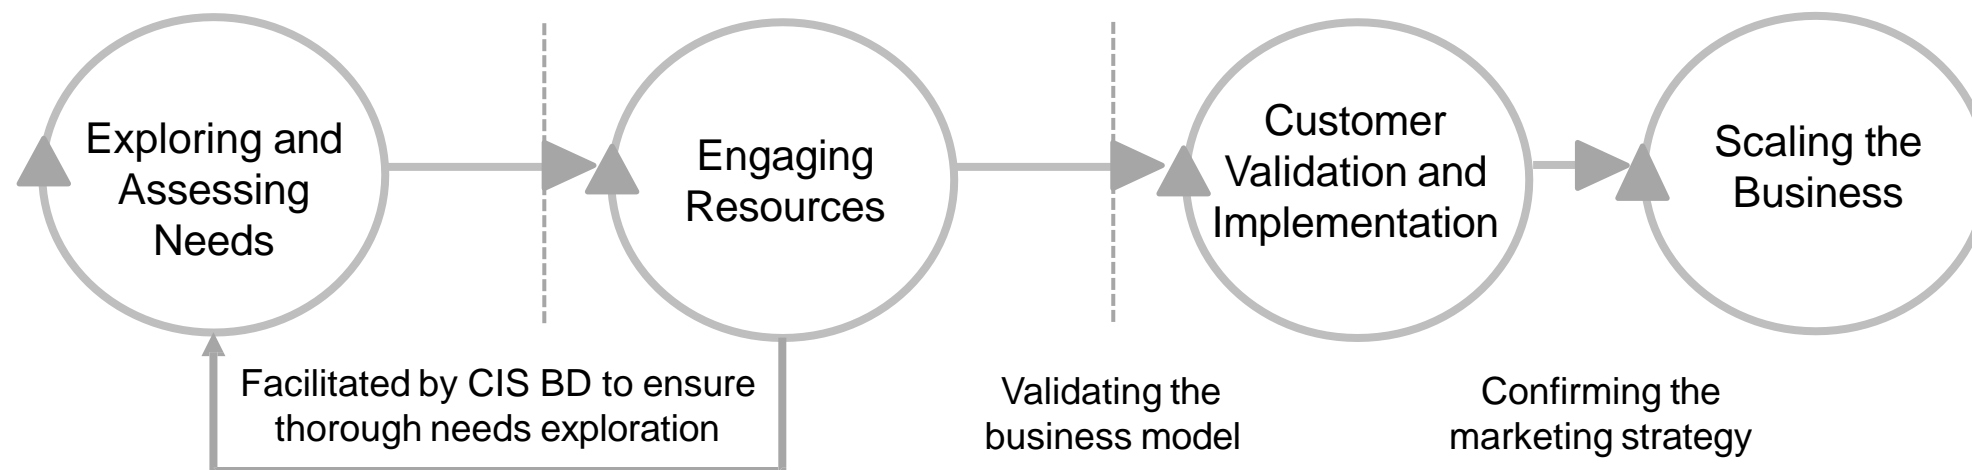 Exploring and
Assessing
Needs
Engaging
Resources
Customer
Validation and
Implementation
Scaling the
Business
Facilitated by CIS BD to ensure
thorough needs exploration
Validating the
business model
Confirming the
marketing strategy